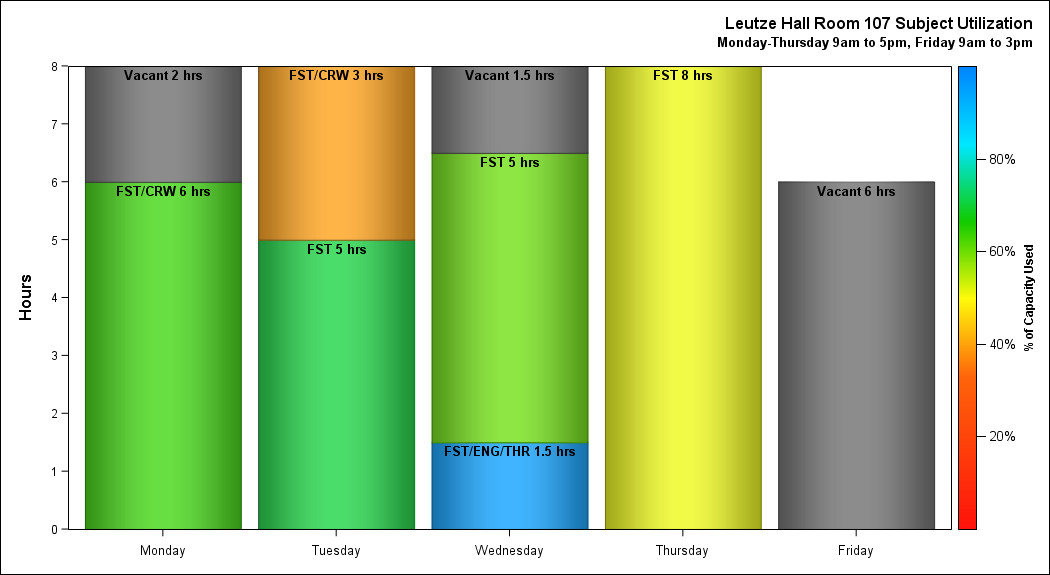 Leutze Hall Room 107 Subject Utilization
Monday-Thursday 9am to 5pm, Friday 9am to 3pm
Hours
8
7
6
5
4
3
2
1
0
Vacant 2 hrs
FST/CRW 6 hrs
FST/CRW 3 hrs
FST 5 hrs
Vacant 1.5 hrs
FST 5 hrs
FST/ENG/THR 1.5 hrs
FST 8 hrs
Vacant 6 hrs
Monday
Tuesday
Wednesday
Thursday
Friday
80%
60%
40%
20%
% of Capacity Used